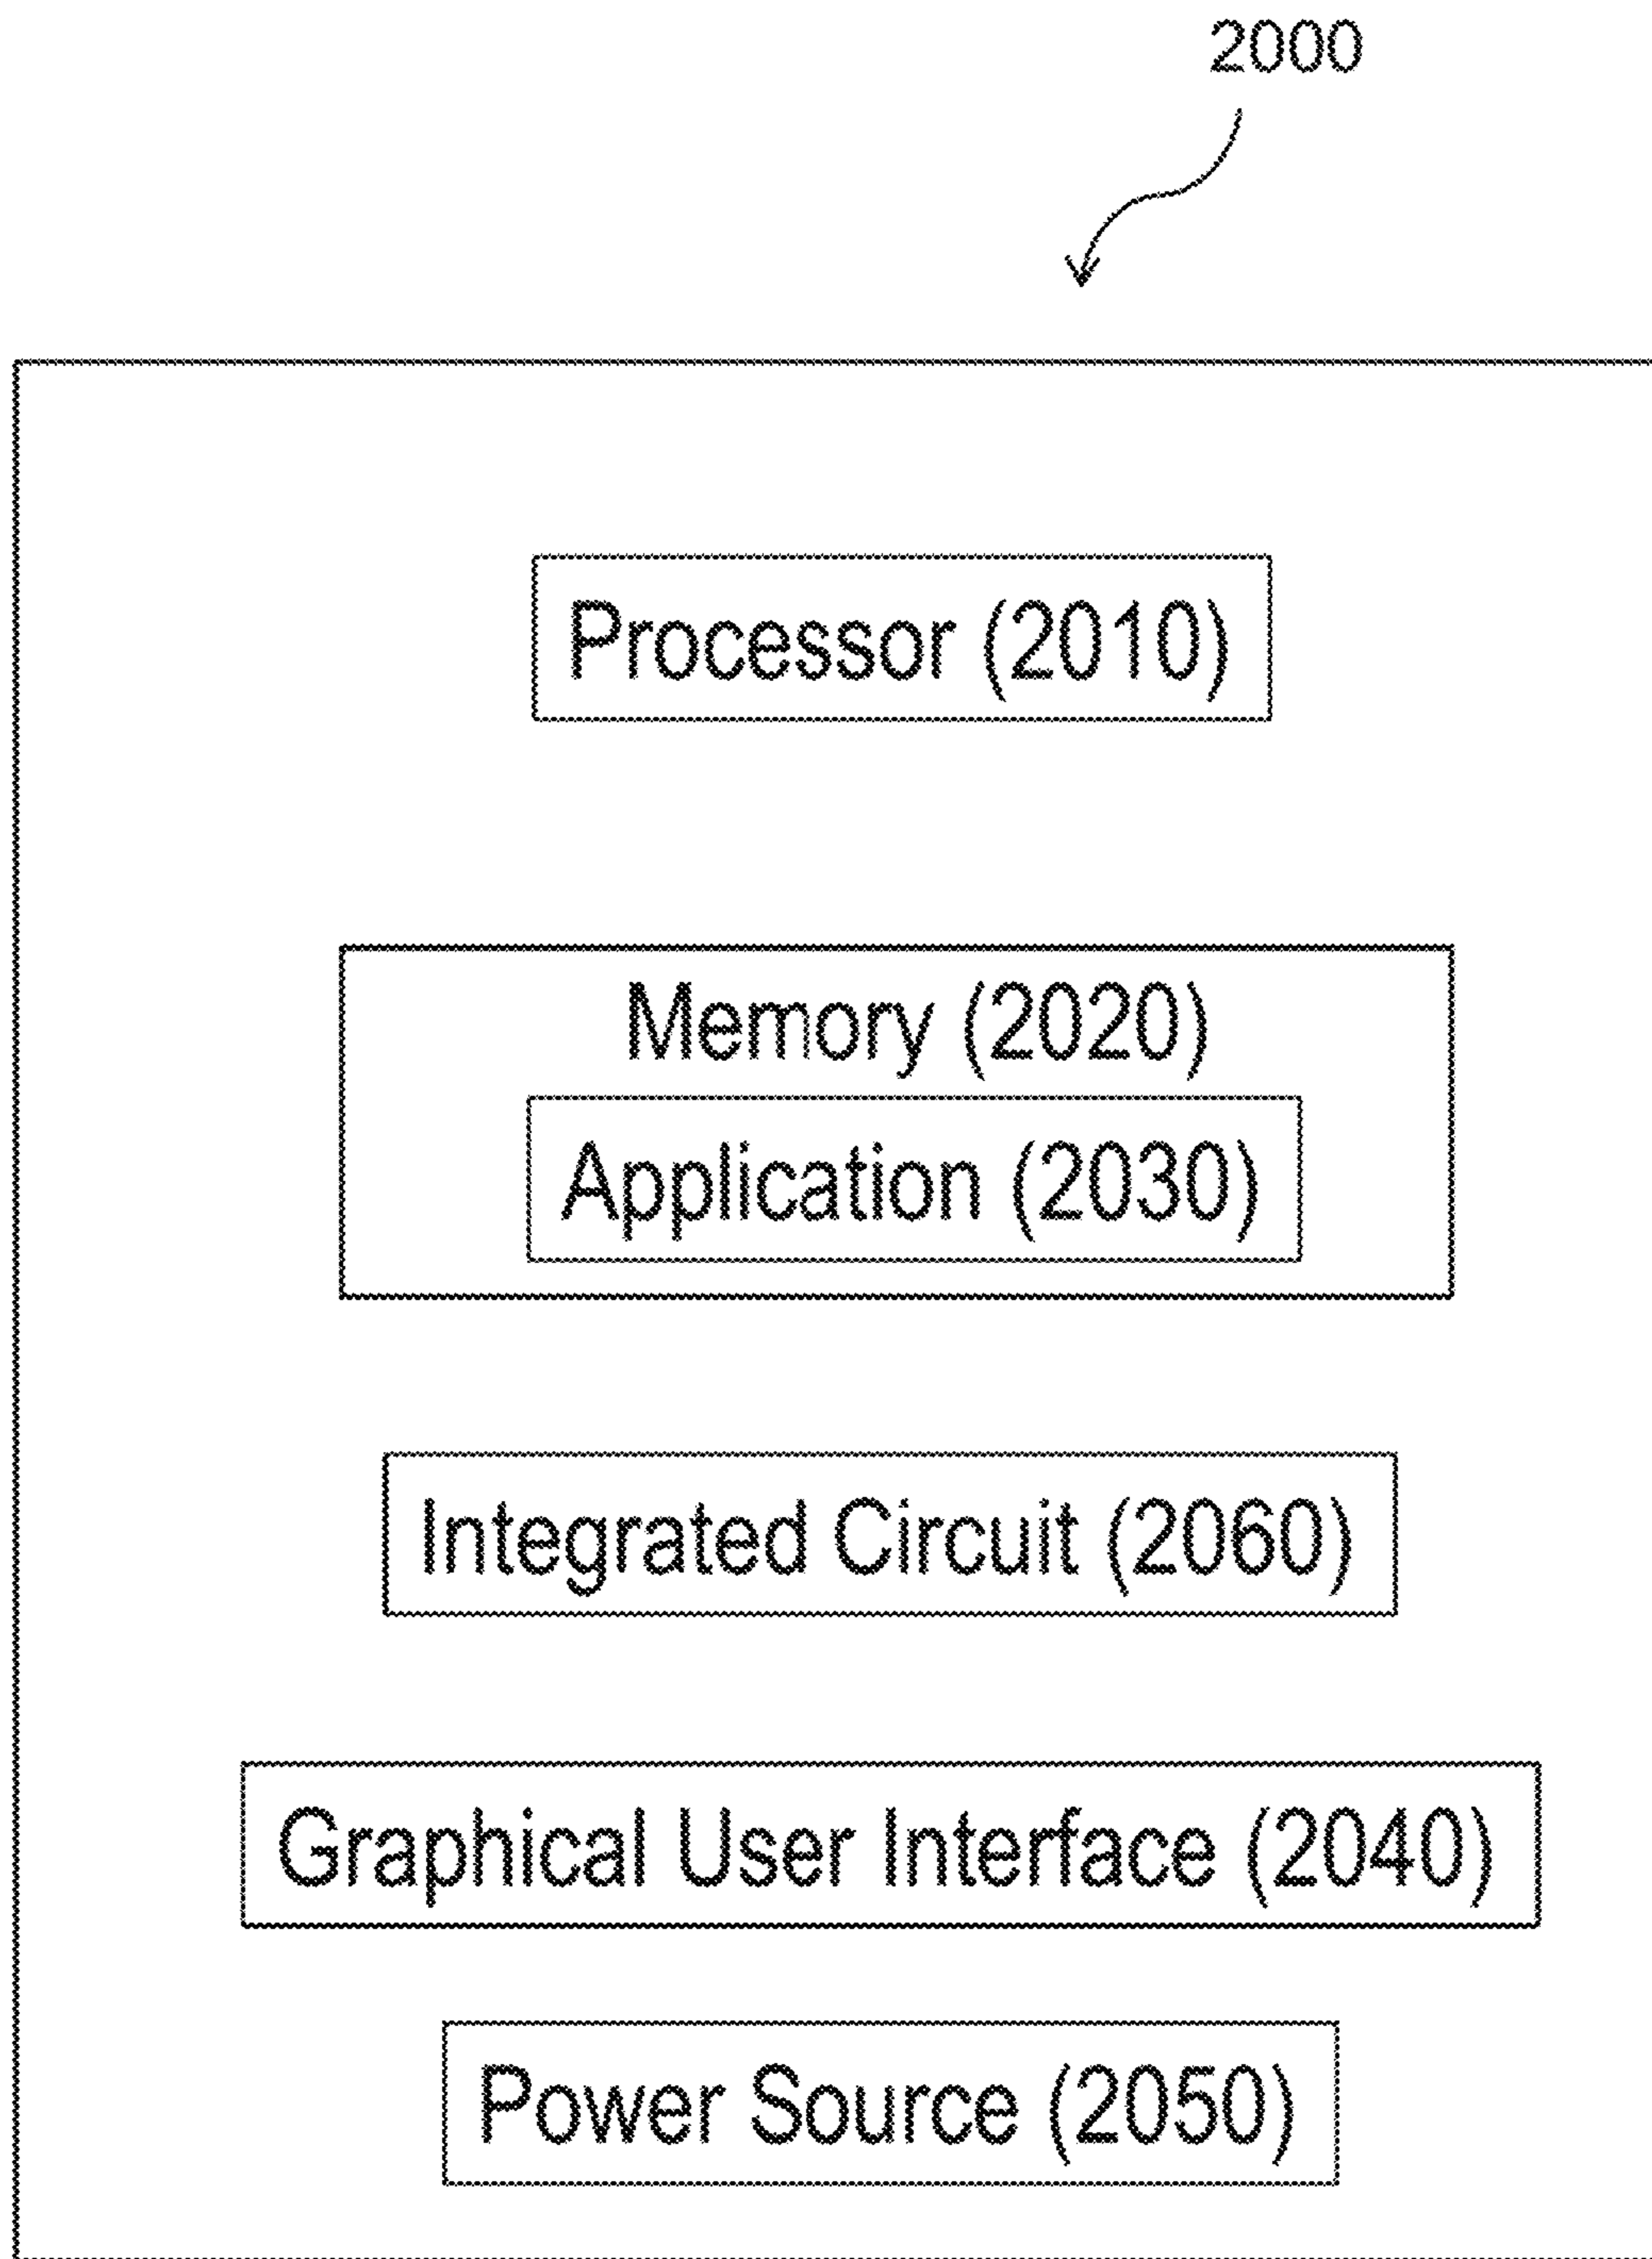 2000
Processor (2010)
Memory (2020)
Application (2030)
Integrated Circuit (2060)
Graphical User Interface (2040)
Power Source (2050)